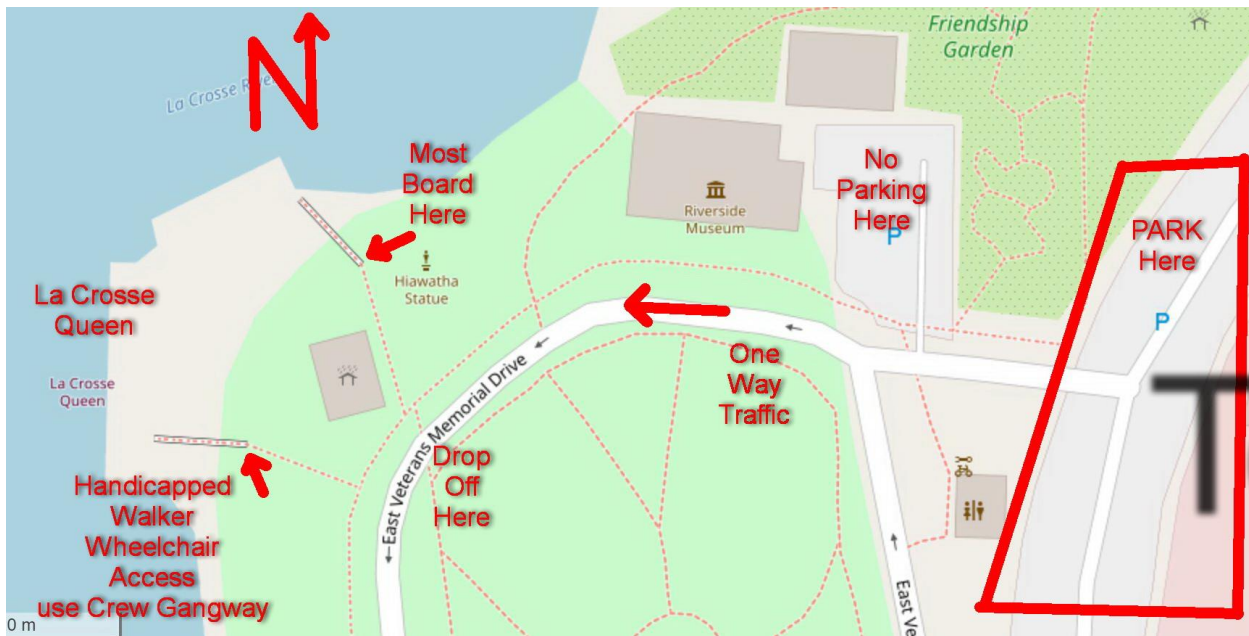 N
La Crosse River
Friendship
Garden
Most
Board
Here
No
Parking
Here
P
Riverside
Museum
PARK
Here
P
Hiawatha
Statue
La Crosse
Queen
La Crosse
Queen
One
Way
Traffic
T
East Veterans Memorial Drive
Drop
Off
Here
Handicapped
Walker
Wheelchair
Access
use Crew Gangway
East Ve
0 m